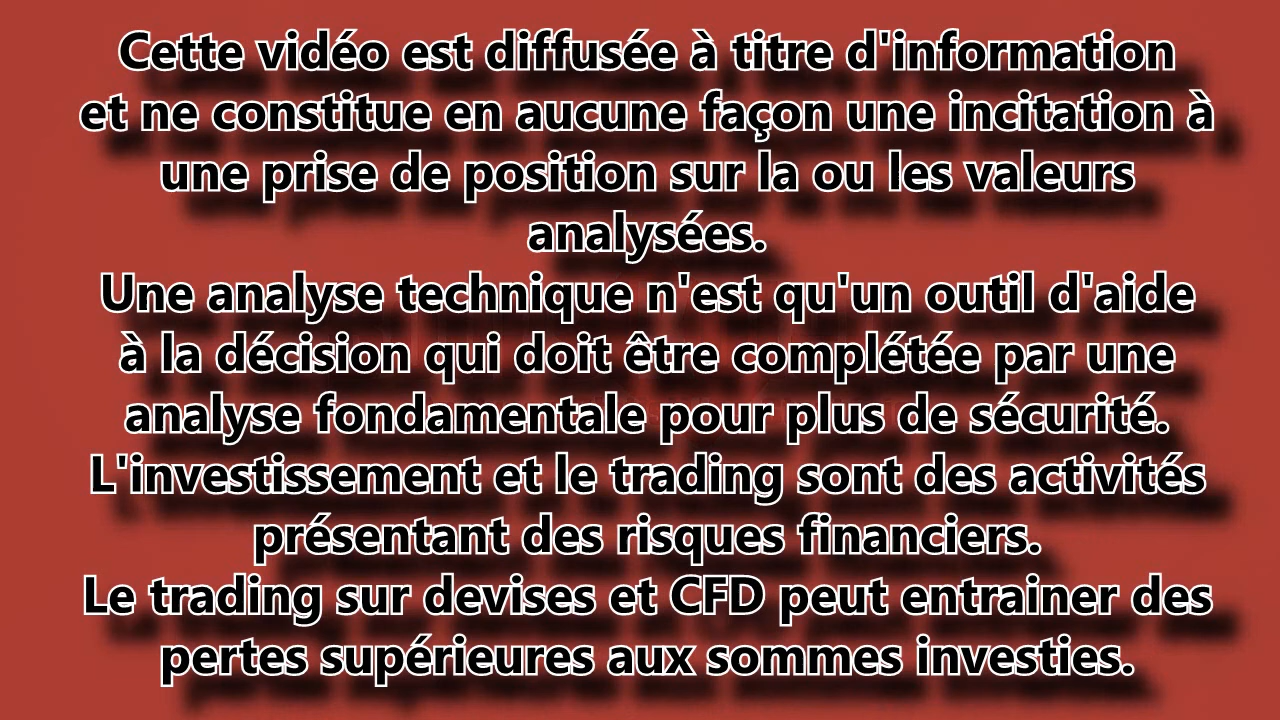 Cette vidéo est diffusée à titre d'information
et ne constitue en aucune façon une incitation à
une prise de position sur la ou les valeurs
analysées.
Une analyse technique n'est qu'un outil d'aide
à la décision qui doit être complétée par une
analyse fondamentale pour plus de sécurité.
L'investissement et le trading sont des activités
présentant des risques financiers.
Le trading sur devises et CFD peut entrainer des
pertes supérieures aux sommes investies.